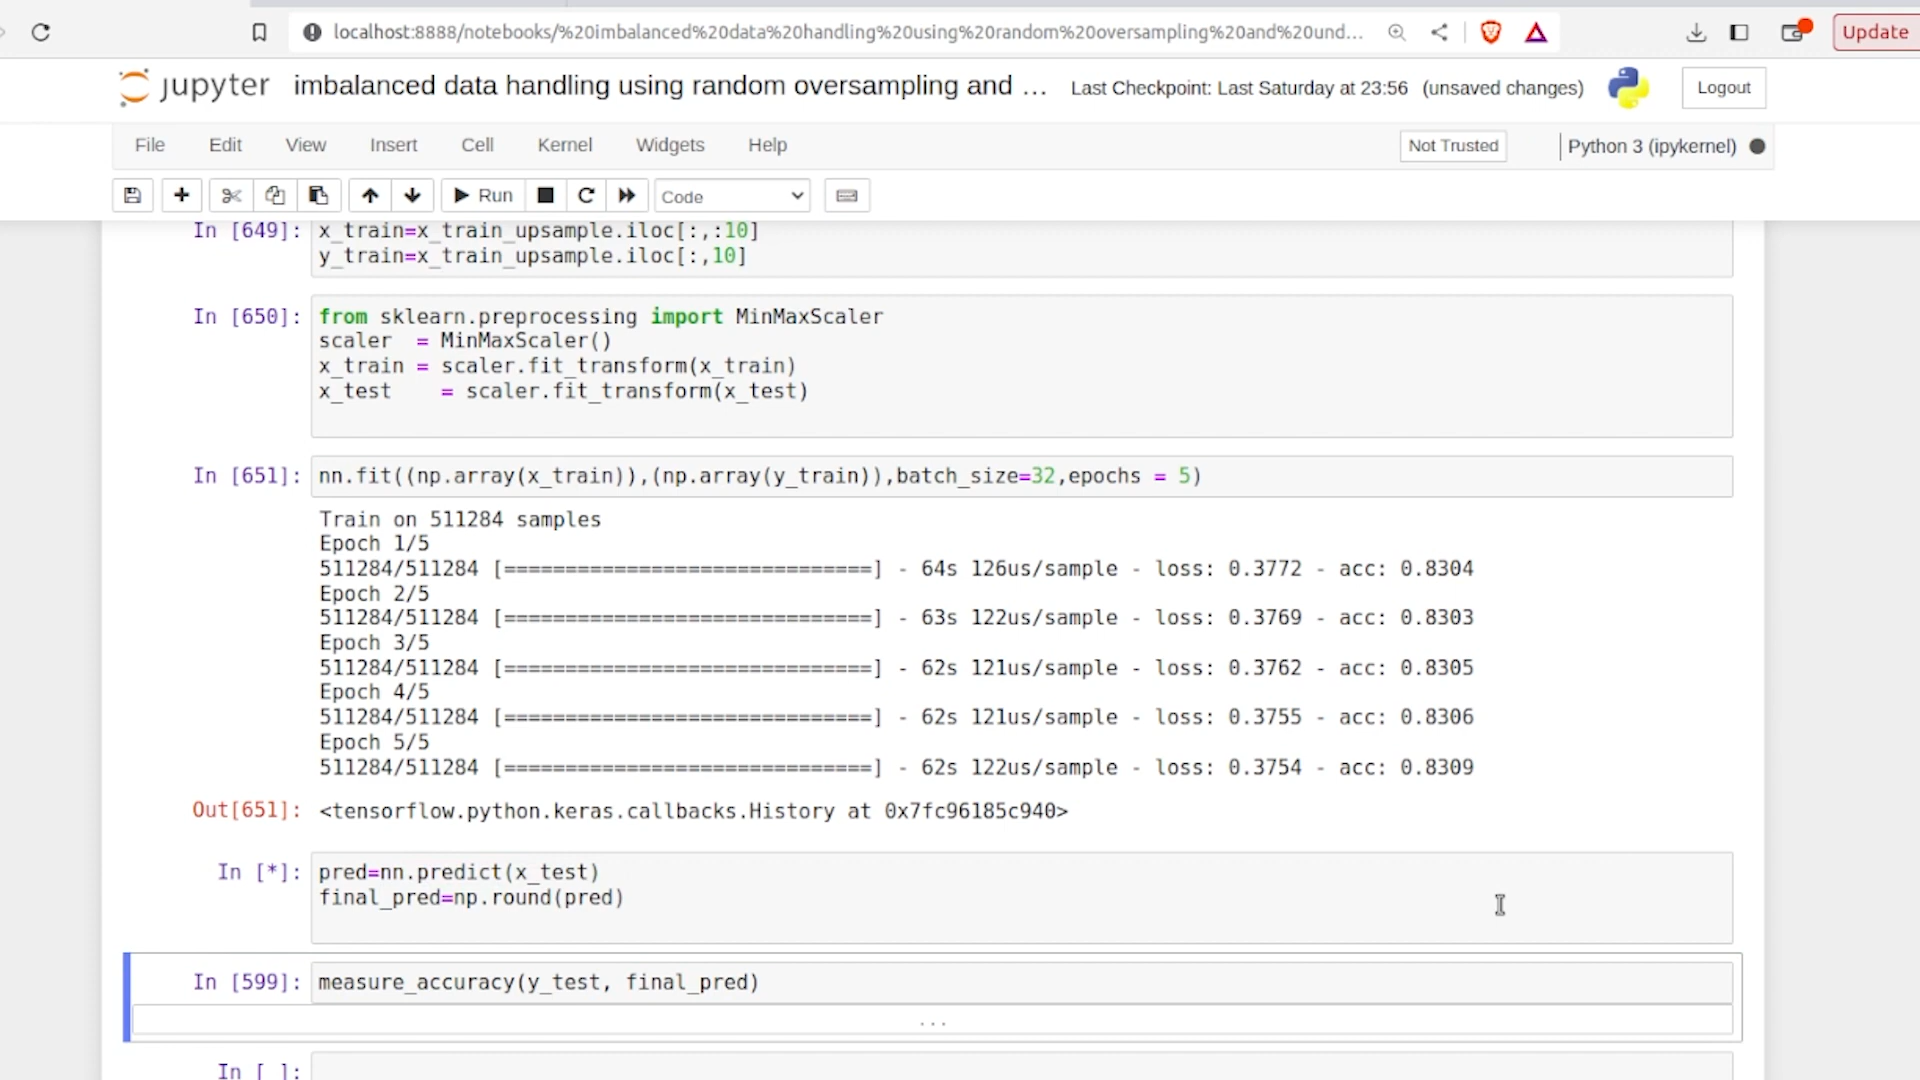 localhost:8888/notebooks/%20imbalanced%20data%20handling%20using%20random%20oversampling%20and%20und...
Update
jupyter imbalanced data handling using random oversampling and ... Last Checkpoint: Last Saturday at 23:56 (unsaved changes) Logout
File Edit View Insert Cell Kernel Widgets Help Not Trusted Python 3 (ipykernel)
Run Code
In [649]: x_train=x_train_upsample.iloc[:,:10]
y_train=x_train_upsample.iloc[:,10]
In [650]: from sklearn.preprocessing import MinMaxScaler
scaler  = MinMaxScaler()
x_train = scaler.fit_transform(x_train)
x_test    = scaler.fit_transform(x_test)
In [651]: nn.fit((np.array(x_train)),(np.array(y_train)),batch_size=32,epochs = 5)
Train on 511284 samples
Epoch 1/5
511284/511284 [==============================] - 64s 126us/sample - loss: 0.3772 - acc: 0.8304
Epoch 2/5
511284/511284 [==============================] - 63s 122us/sample - loss: 0.3769 - acc: 0.8303
Epoch 3/5
511284/511284 [==============================] - 62s 121us/sample - loss: 0.3762 - acc: 0.8305
Epoch 4/5
511284/511284 [==============================] - 62s 121us/sample - loss: 0.3755 - acc: 0.8306
Epoch 5/5
511284/511284 [==============================] - 62s 122us/sample - loss: 0.3754 - acc: 0.8309
Out[651]: <tensorflow.python.keras.callbacks.History at 0x7fc96185c940>
In [*]: pred=nn.predict(x_test)
final_pred=np.round(pred)
In [599]: measure_accuracy(y_test, final_pred)
...
In [ ]: